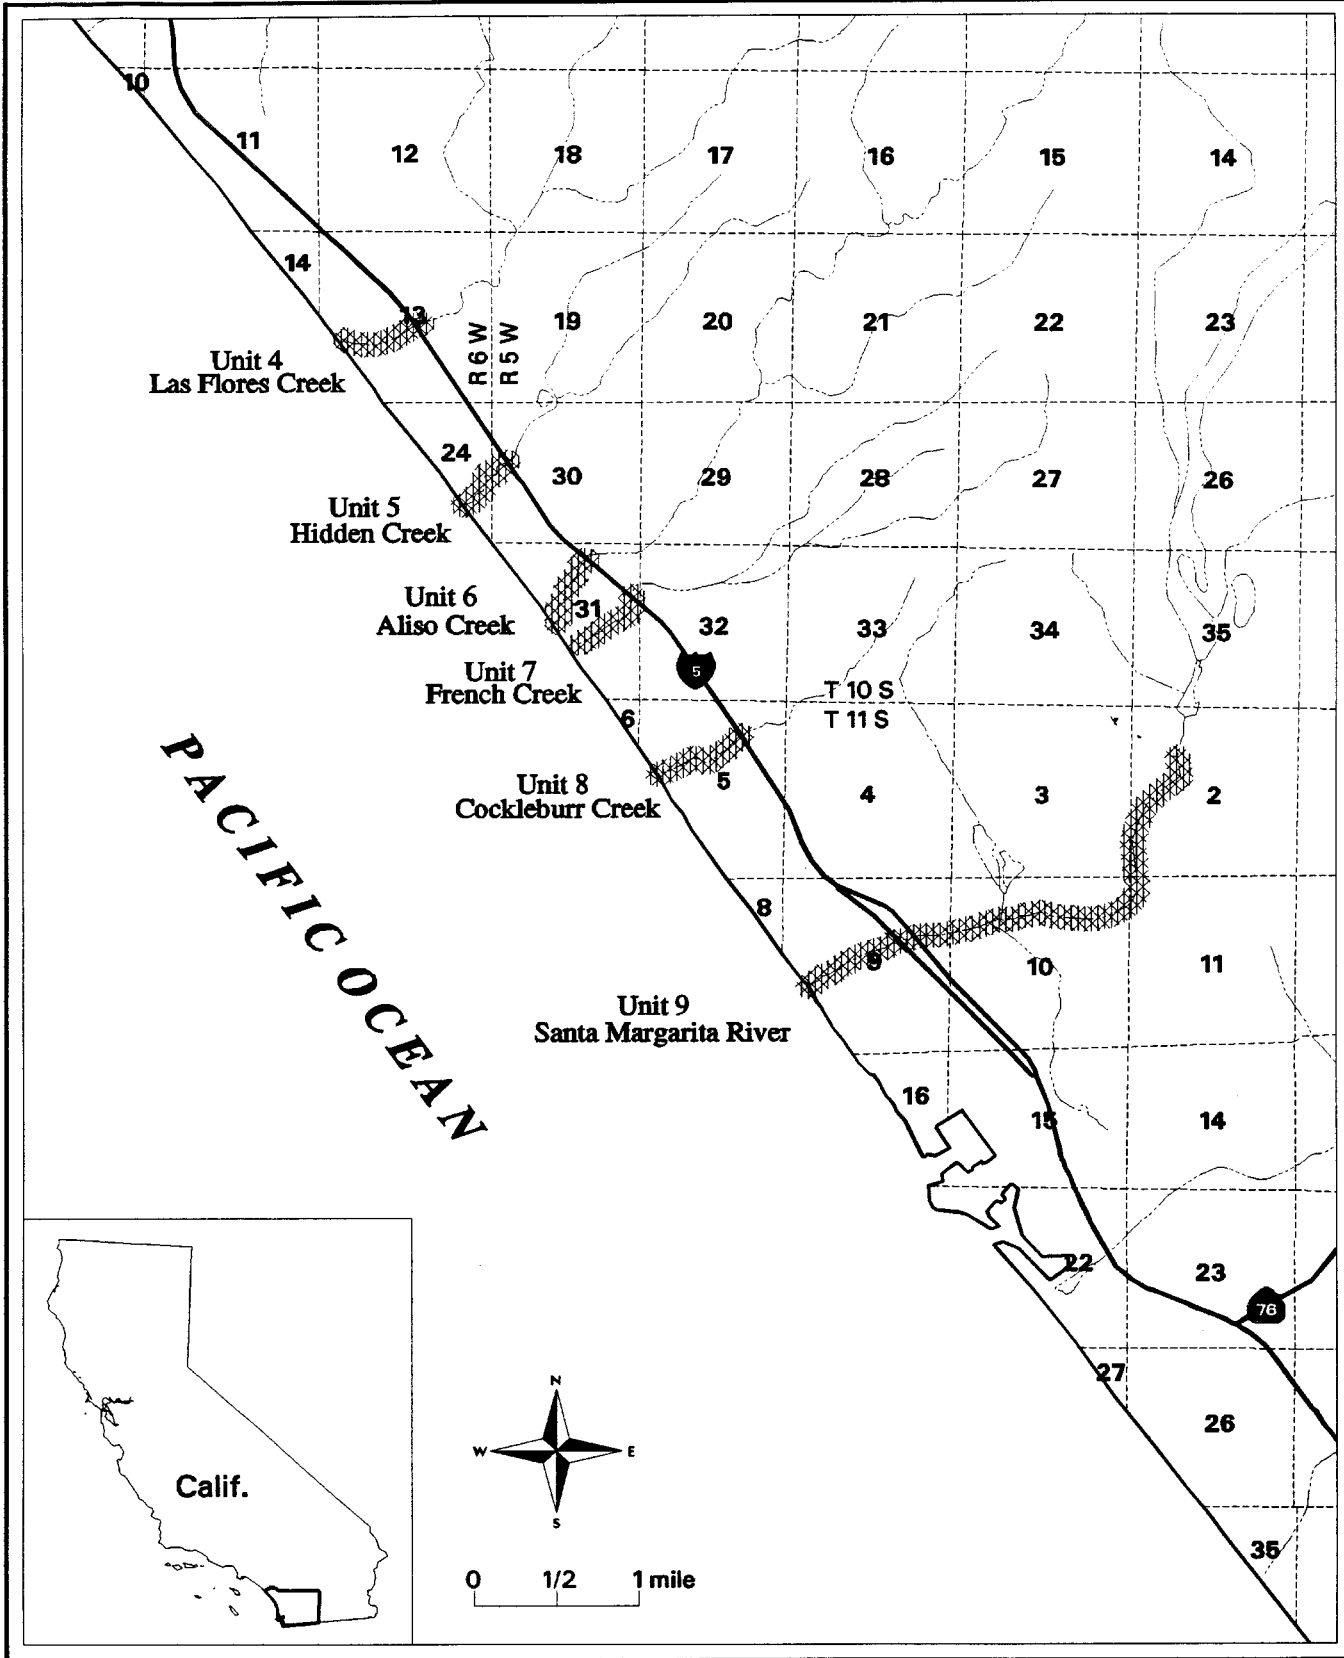 10
11
12
18
17
16
15
14
14
13
19
20
21
22
23
R 6 W
R 5 W
Unit 4
Las Flores Creek
24
30
29
28
27
26
Unit 5
Hidden Creek
Unit 6
Aliso Creek
31
32
33
34
35
Unit 7
French Creek
5
T 10 S
T 11 S
6
5
4
3
2
Unit 8
Cockleburr Creek
PACIFIC OCEAN
8
9
10
11
Unit 9
Santa Margarita River
16
15
14
22
23
76
27
26
35
Calif.
N
W
E
S
0 1/2 1 mile